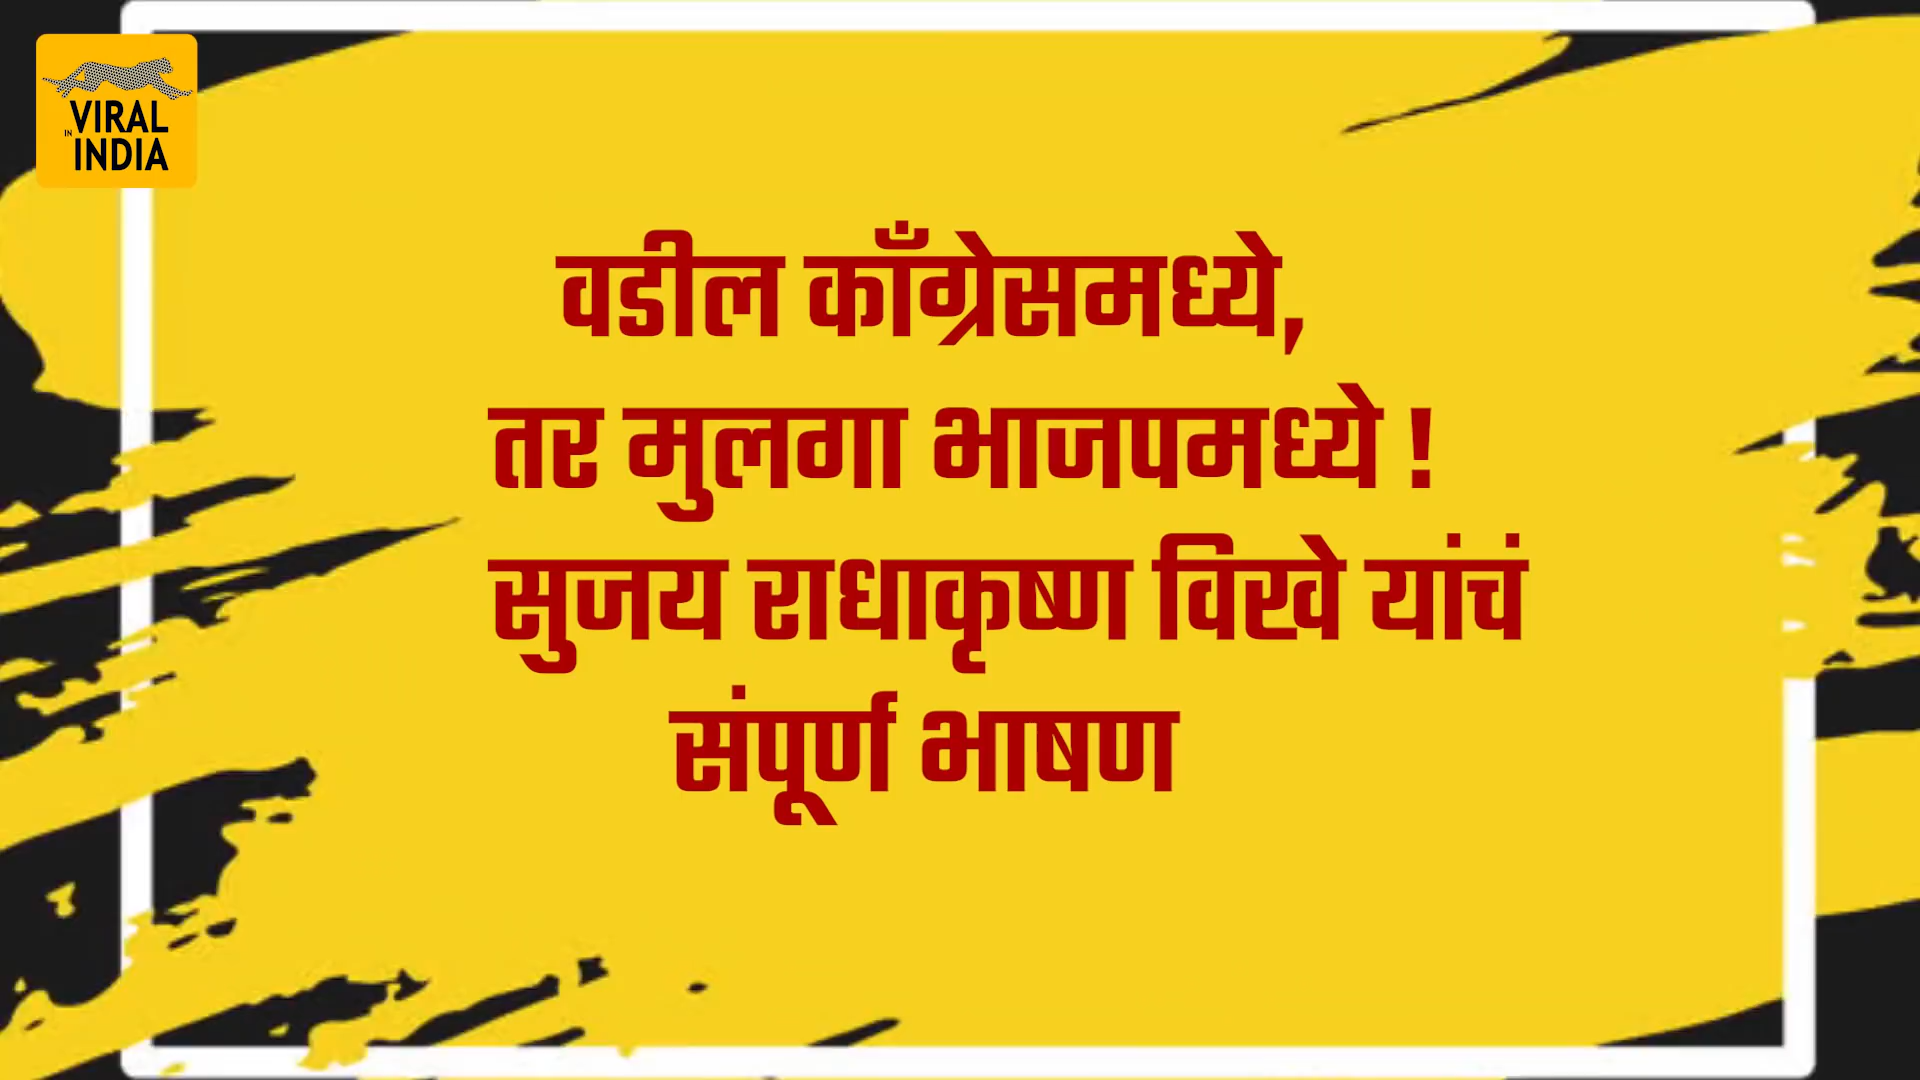 VIRAL
IN INDIA
वडील काँग्रेसमध्ये,
तर मुलगा भाजपमध्ये !
सुजय राधाकृष्ण विखे यांचं
संपूर्ण भाषण